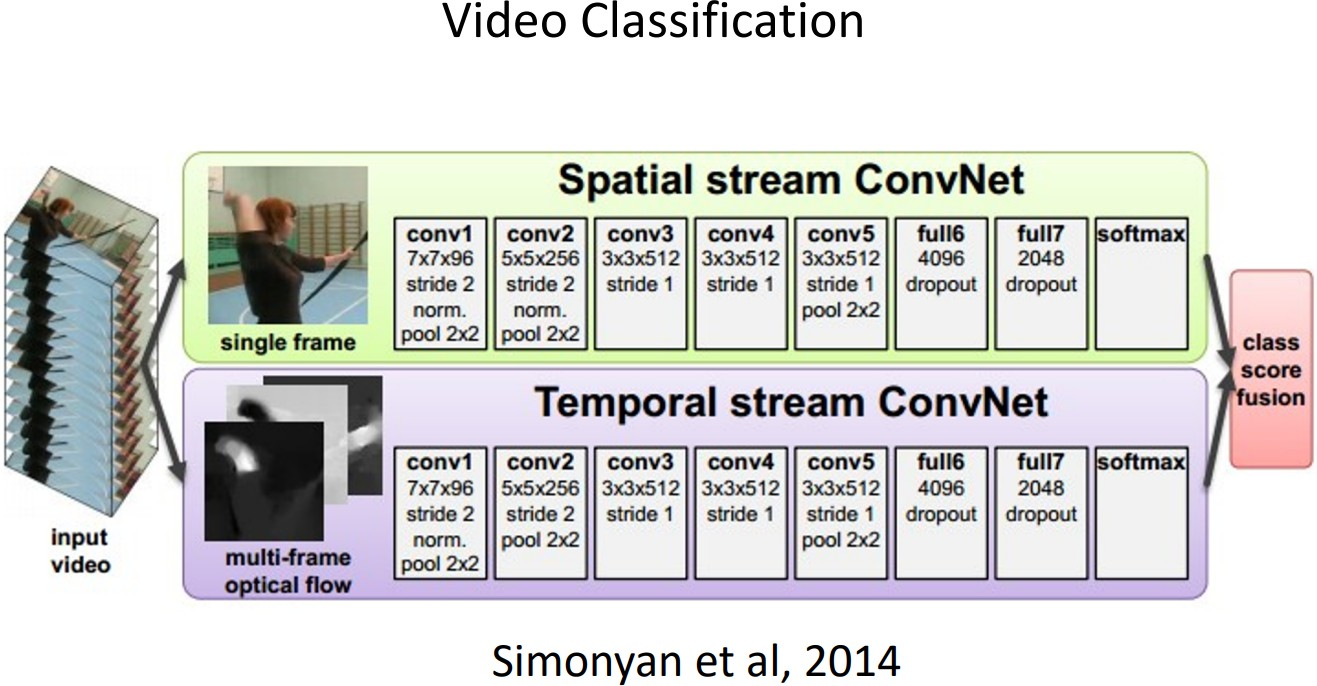 Video Classification
Spatial stream ConvNet
conv1
7x7x96
stride 2
norm.
pool 2x2
conv2
5x5x256
stride 2
norm.
pool 2x2
conv3
3x3x512
stride 1
conv4
3x3x512
stride 1
conv5
3x3x512
stride 1
pool 2x2
full6
4096
dropout
full7
2048
dropout
softmax
single frame
Temporal stream ConvNet
conv1
7x7x96
stride 2
norm.
pool 2x2
conv2
5x5x256
stride 2
pool 2x2
conv3
3x3x512
stride 1
conv4
3x3x512
stride 1
conv5
3x3x512
stride 1
pool 2x2
full6
4096
dropout
full7
2048
dropout
softmax
multi-frame
optical flow
input
video
class
score
fusion
Simonyan et al, 2014